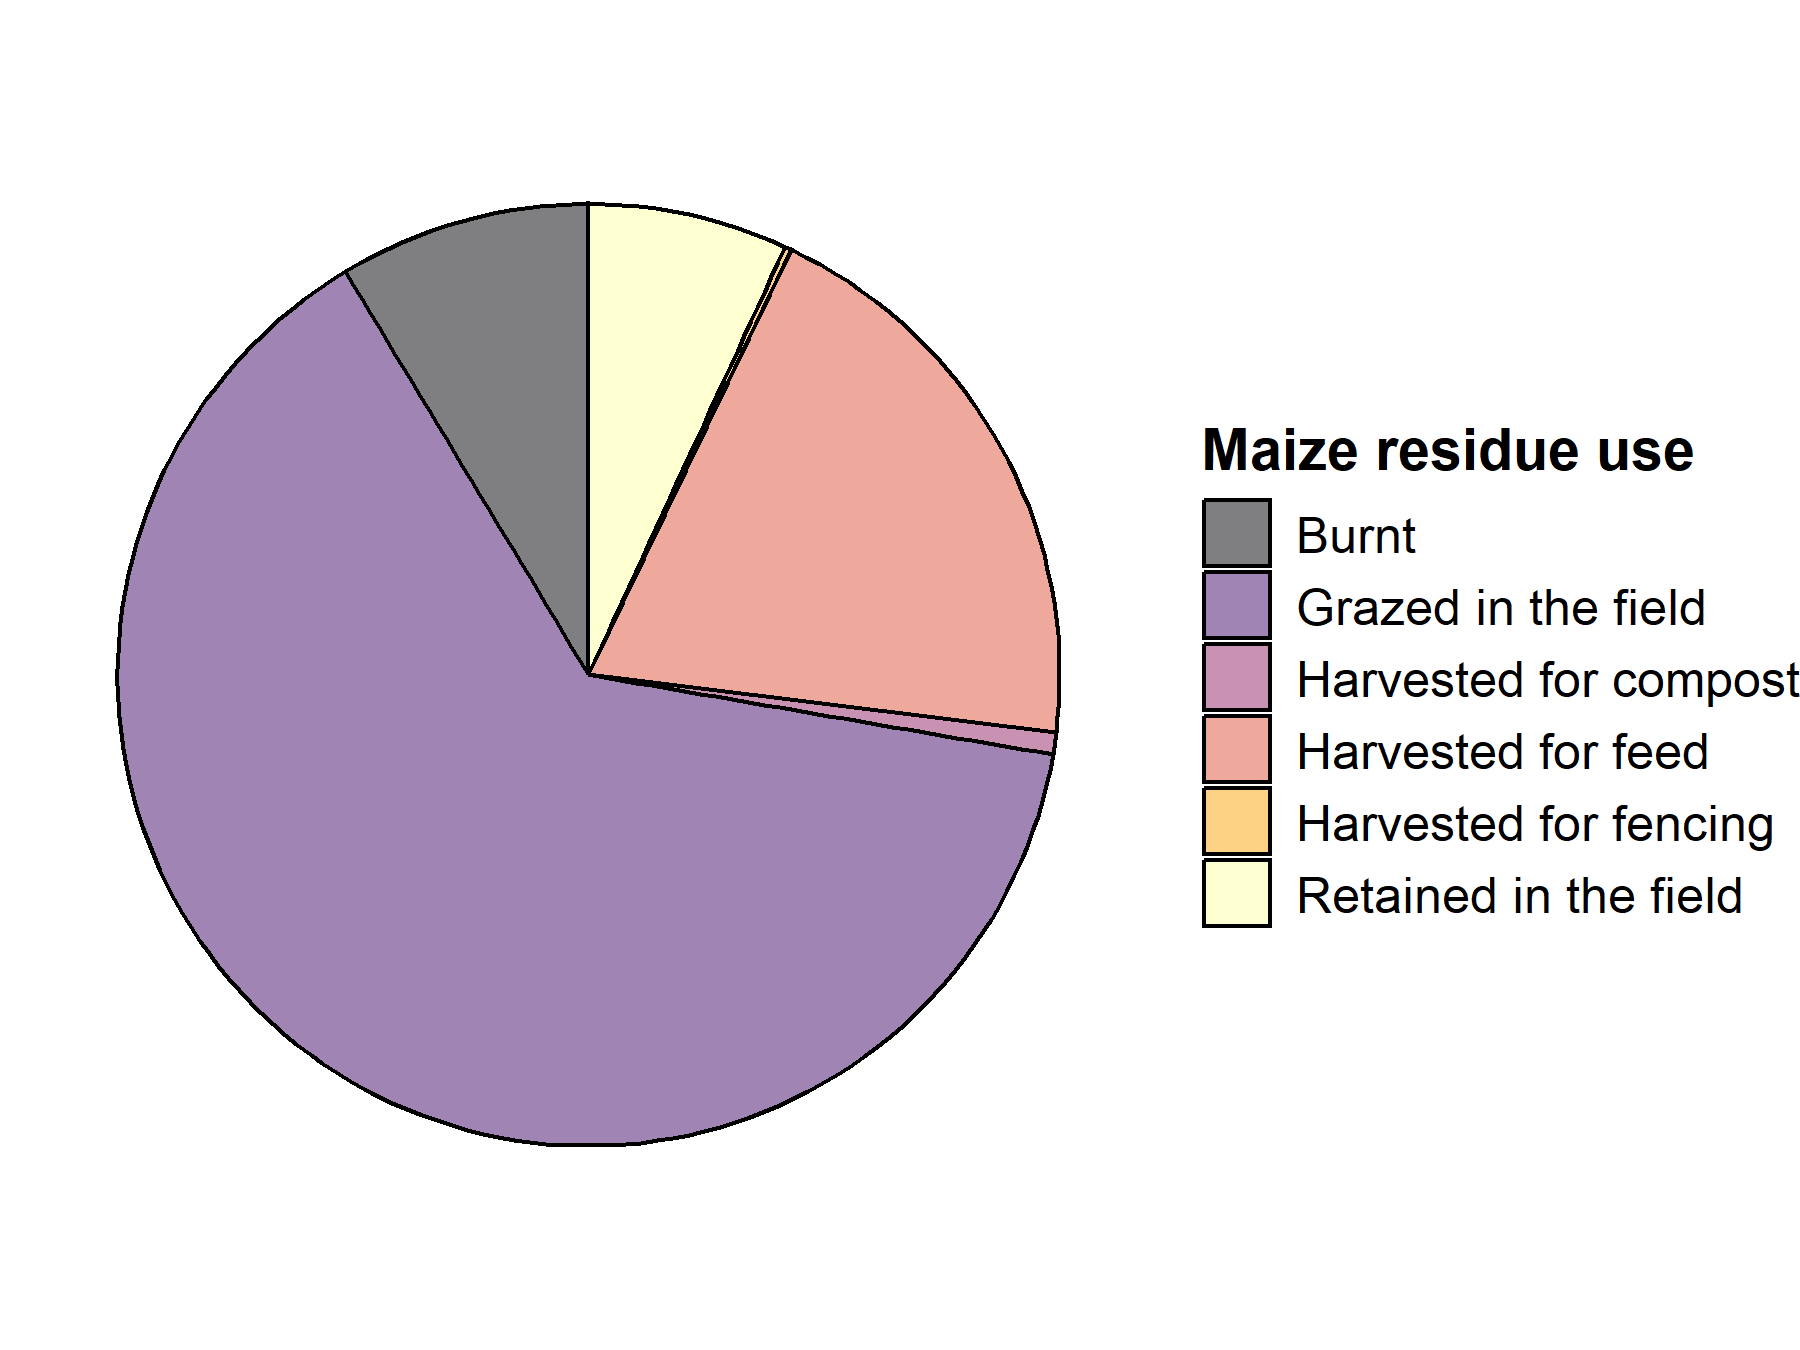 Maize residue use
Burnt
Grazed in the field
Harvested for compost
Harvested for feed
Harvested for fencing
Retained in the field